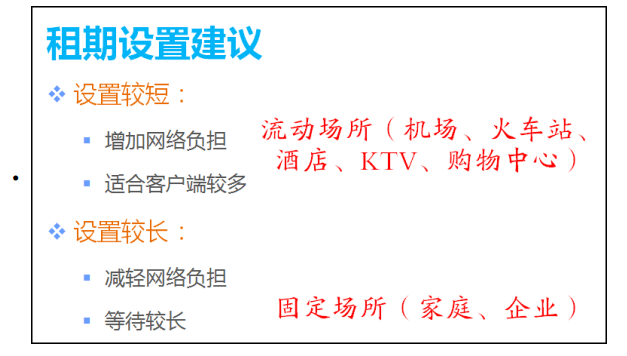 租期设置建议
设置较短：
增加网络负担
流动场所（机场、火车站、
酒店、KTV、购物中心）
适合客户端较多
设置较长：
减轻网络负担
等待较长
固定场所（家庭、企业）